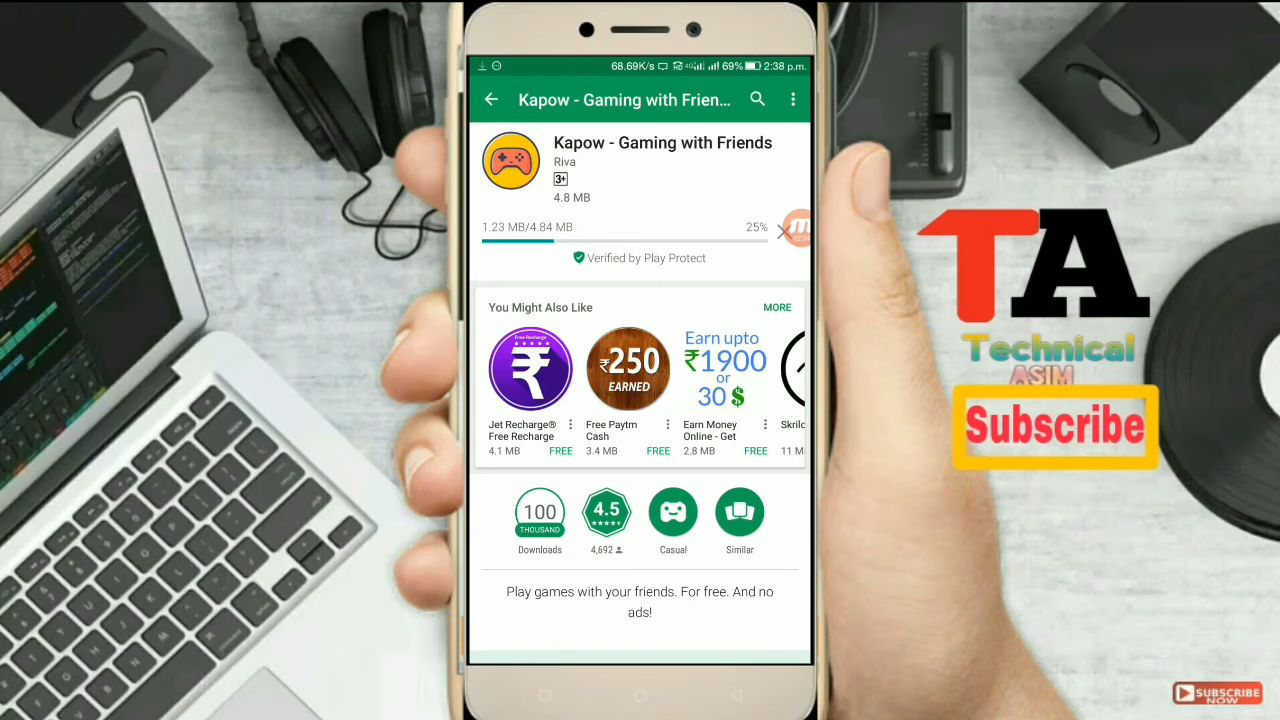 68.69K/s 4G 69% 2:38 p.m.
Kapow - Gaming with Frien...
Kapow - Gaming with Friends
Riva
3+
4.8 MB
1.23 MB/4.84 MB 25%
Verified by Play Protect
You Might Also Like MORE
Free Recharge
₹
₹250
EARNED
Earn upto
₹1900
or
30 $
Jet Recharge®
Free Recharge
4.1 MB FREE
Free Paytm
Cash
3.4 MB FREE
Earn Money
Online - Get
2.8 MB FREE
Skril
11 M
100
THOUSAND
Downloads
4.5
4,692
Casual
Similar
Play games with your friends. For free. And no
ads!
TA
Technical
ASIM
Subscribe
SUBSCRIBE
NOW